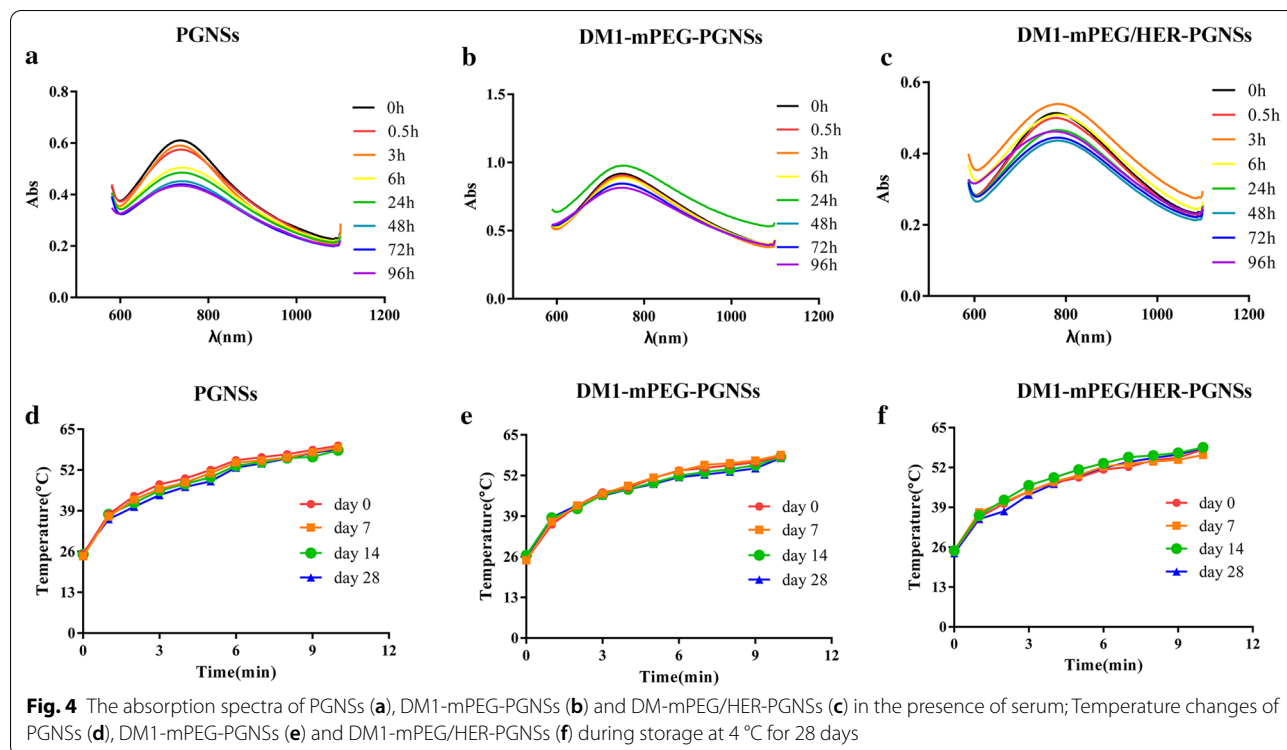 PGNSs
DM1-mPEG-PGNSs
DM1-mPEG/HER-PGNSs
a
0.8
0.6
0.4
0.2
0.0
Abs
600
800
1000
1200
λ(nm)
0h
0.5h
3h
6h
24h
48h
72h
96h
b
1.5
1.0
0.5
0.0
Abs
600
800
1000
1200
λ(nm)
0h
0.5h
3h
6h
24h
48h
72h
96h
c
0.6
0.4
0.2
0.0
Abs
600
800
1000
1200
λ(nm)
0h
0.5h
3h
6h
24h
48h
72h
96h
PGNSs
DM1-mPEG-PGNSs
DM1-mPEG/HER-PGNSs
d
65
52
39
26
13
0
Temperature(°C)
0
3
6
9
12
Time(min)
day 0
day 7
day 14
day 28
e
65
52
39
26
13
0
Temperature(°C)
0
3
6
9
12
Time(min)
day 0
day 7
day 14
day 28
f
65
52
39
26
13
0
Temperature(°C)
0
3
6
9
12
Time(min)
day 0
day 7
day 14
day 28
Fig. 4 The absorption spectra of PGNSs (a), DM1-mPEG-PGNSs (b) and DM-mPEG/HER-PGNSs (c) in the presence of serum; Temperature changes of
PGNSs (d), DM1-mPEG-PGNSs (e) and DM1-mPEG/HER-PGNSs (f) during storage at 4 °C for 28 days